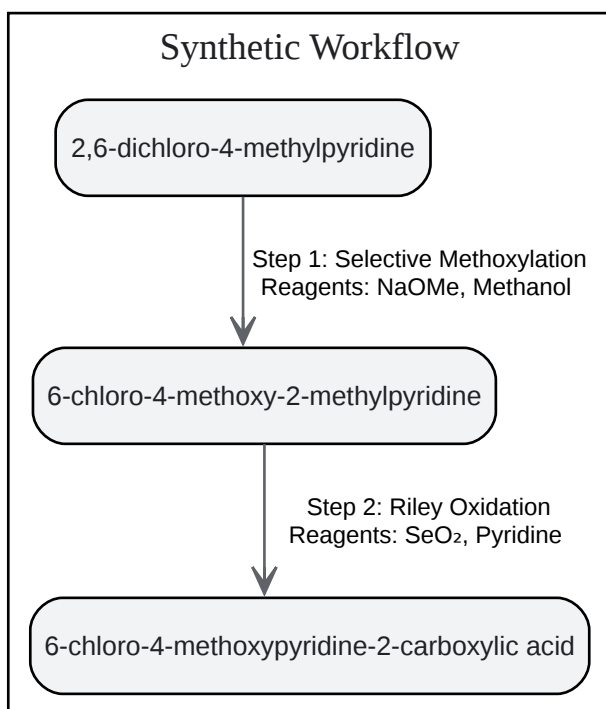 Synthetic Workflow
2,6-dichloro-4-methylpyridine
Step 1: Selective Methoxylation
Reagents: NaOMe, Methanol
6-chloro-4-methoxy-2-methylpyridine
Step 2: Riley Oxidation
Reagents: SeO₂, Pyridine
6-chloro-4-methoxypyridine-2-carboxylic acid